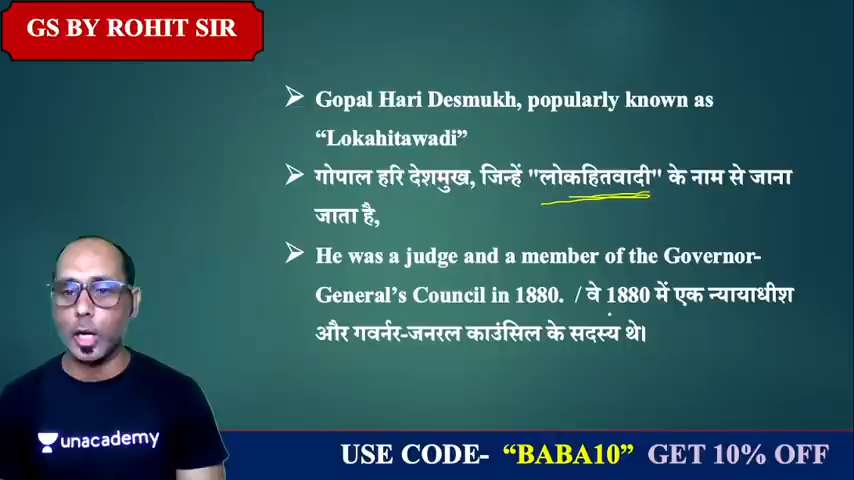 GS BY ROHIT SIR
Gopal Hari Desmukh, popularly known as
“Lokahitawadi”
गोपाल हरि देशमुख, जिन्हें "लोकहितवादी" के नाम से जाना
जाता है,
He was a judge and a member of the Governor-
General’s Council in 1880. / वे 1880 में एक न्यायाधीश
और गवर्नर-जनरल काउंसिल के सदस्य थे।
unacademy
USE CODE- “BABA10” GET 10% OFF